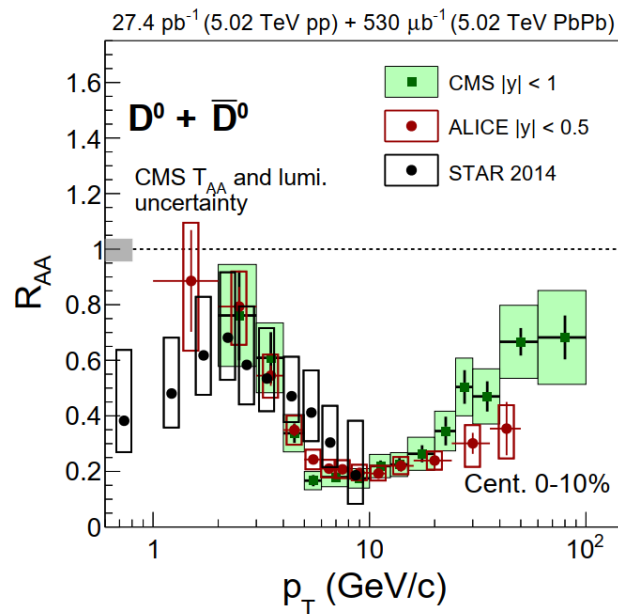 27.4 pb⁻¹ (5.02 TeV pp) + 530 μb⁻¹ (5.02 TeV PbPb)
CMS |y| < 1
ALICE |y| < 0.5
STAR 2014
D⁰ + D̅⁰
CMS T_AA and lumi.
uncertainty
Cent. 0-10%
R_AA
1.6
1.4
1.2
1
0.8
0.6
0.4
0.2
0
1
10
10²
p_T (GeV/c)